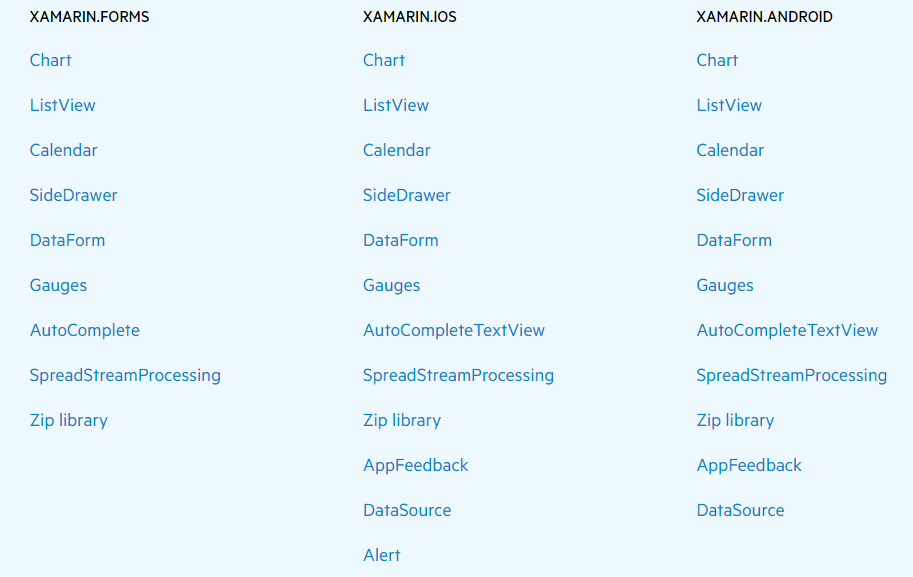 XAMARIN.FORMS
Chart
ListView
Calendar
SideDrawer
DataForm
Gauges
AutoComplete
SpreadStreamProcessing
Zip library
XAMARIN.IOS
Chart
ListView
Calendar
SideDrawer
DataForm
Gauges
AutoCompleteTextView
SpreadStreamProcessing
Zip library
AppFeedback
DataSource
Alert
XAMARIN.ANDROID
Chart
ListView
Calendar
SideDrawer
DataForm
Gauges
AutoCompleteTextView
SpreadStreamProcessing
Zip library
AppFeedback
DataSource